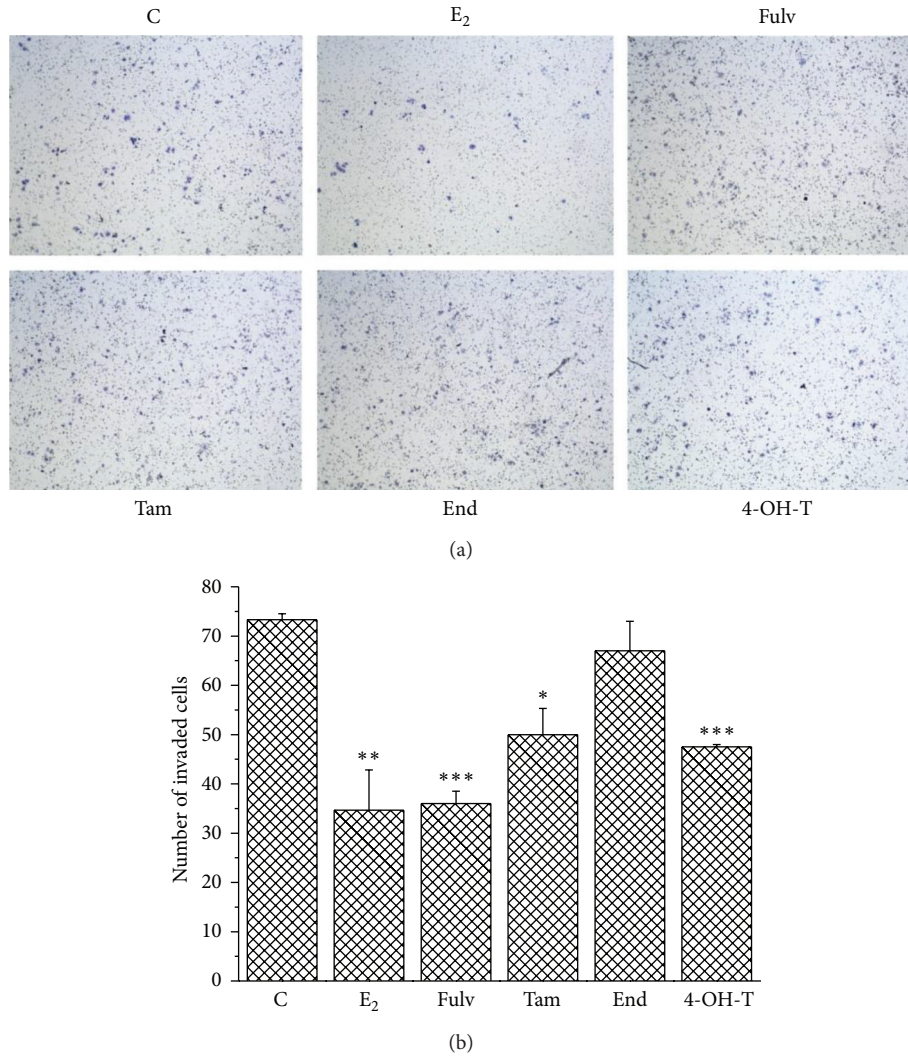 C E₂ Fulv
Tam End 4-OH-T
(a)
80
70
60
50
40
30
20
10
0
Number of invaded cells
**
***
*
***
C E₂ Fulv Tam End 4-OH-T
(b)